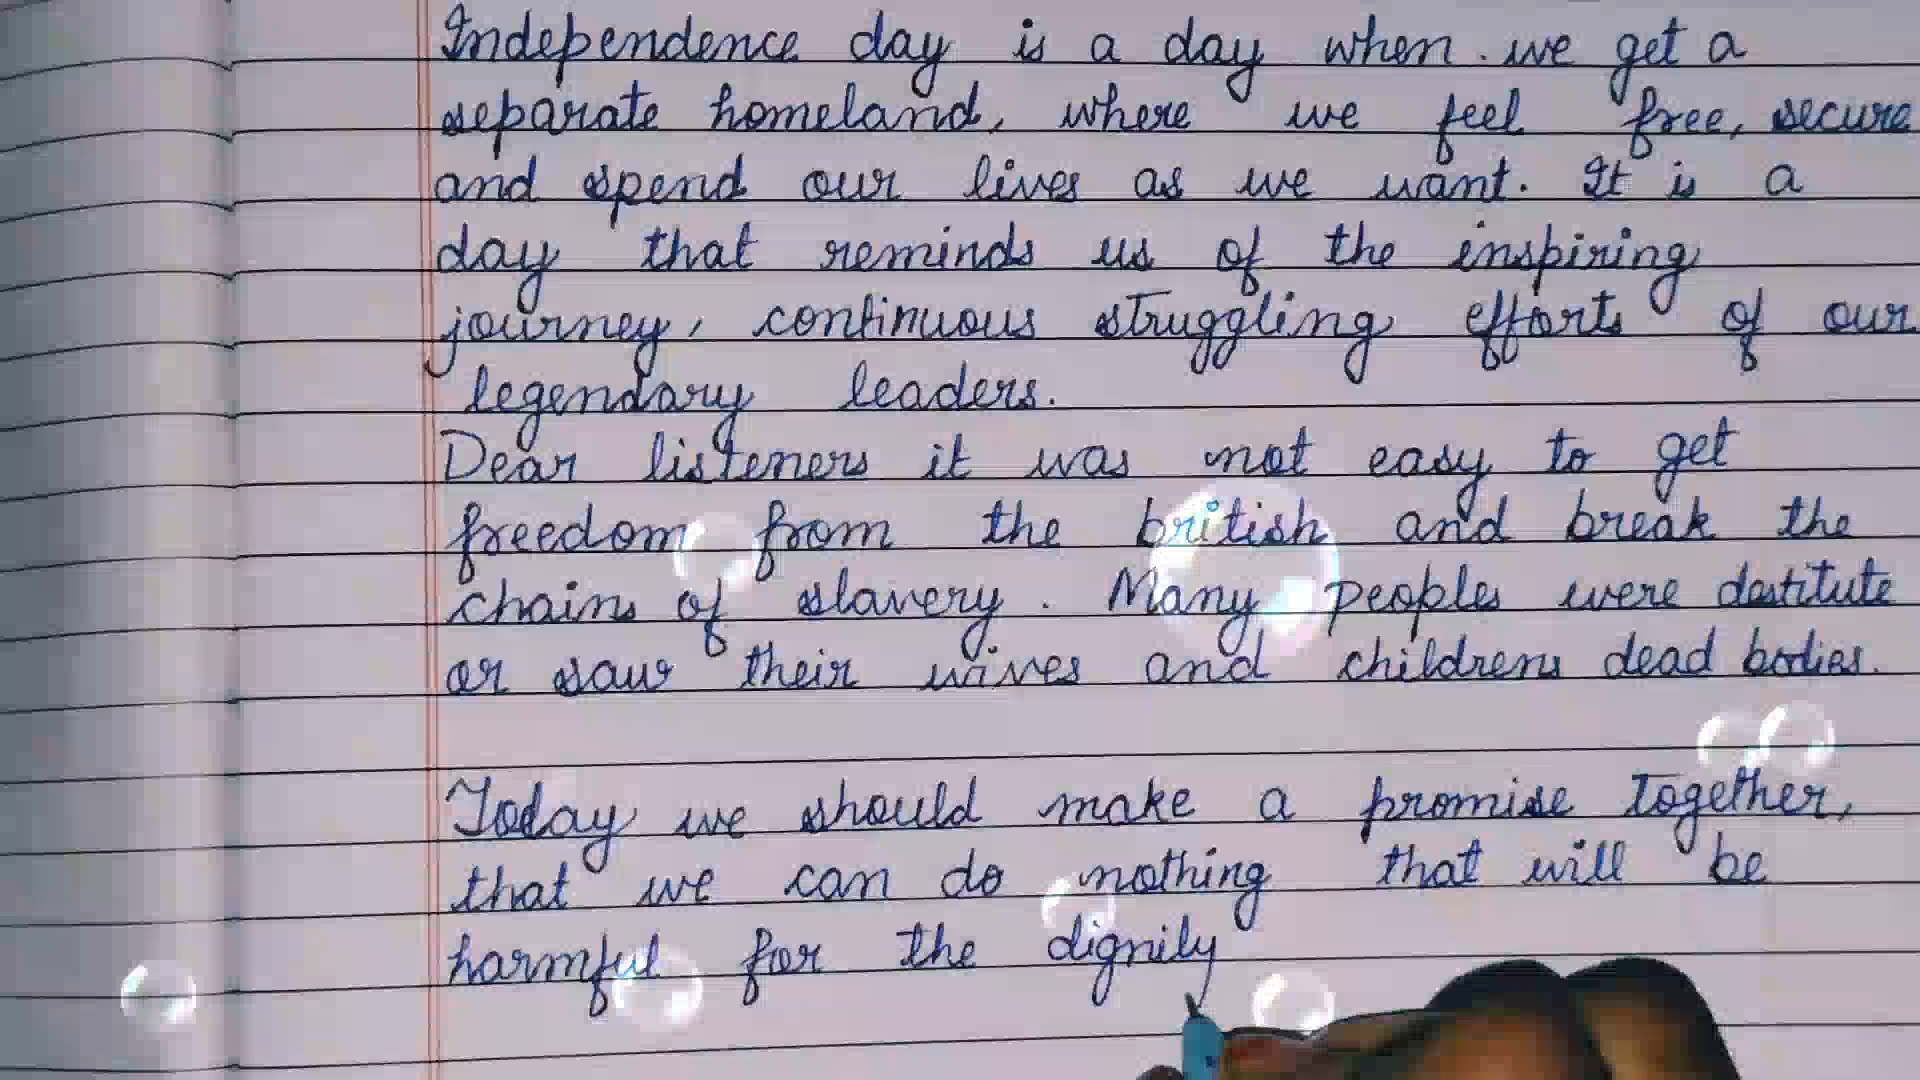 Independence day is a day when we get a
separate homeland, where we feel free, secure
and spend our lives as we want. It is a
day that reminds us of the inspiring
journey, continuous struggling efforts of our
legendary leaders.
Dear listeners it was not easy to get
freedom from the british and break the
chains of slavery. Many peoples were destitute
or saw their wives and childrens dead bodies.
Today we should make a promise together,
that we can do nothing that will be
harmful for the dignity